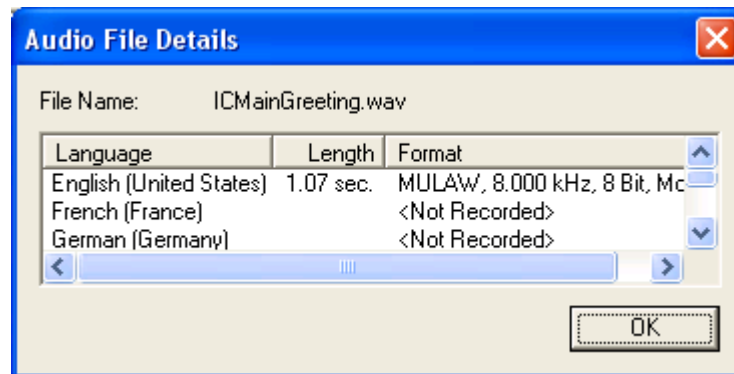 Audio File Details
File Name: ICMainGreeting.wav
Language Length Format
English (United States) 1.07 sec. MULAW, 8.000 kHz, 8 Bit, Mc
French (France) <Not Recorded>
German (Germany) <Not Recorded>
OK